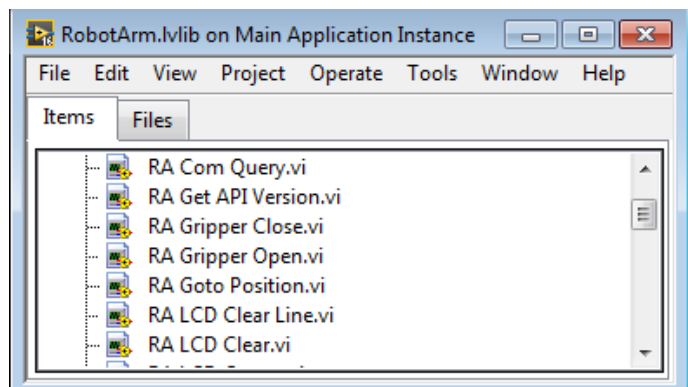 RobotArm.lvlib on Main Application Instance
File Edit View Project Operate Tools Window Help
Items Files
RA Com Query.vi
RA Get API Version.vi
RA Gripper Close.vi
RA Gripper Open.vi
RA Goto Position.vi
RA LCD Clear Line.vi
RA LCD Clear.vi